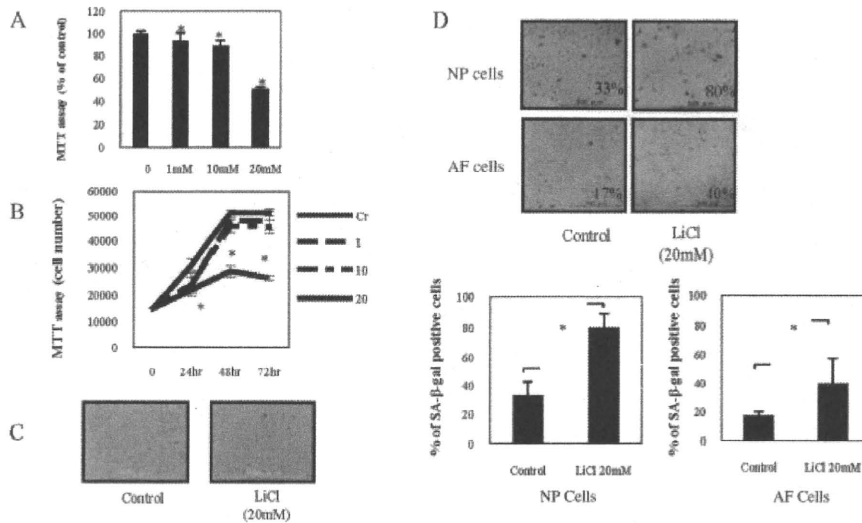 A
MTT assay (% of control)
120
100
80
60
40
20
0
0 1mM 10mM 20mM
* * *
B
MTT assay (cell number)
60000
50000
40000
30000
20000
10000
0
0 24hr 48hr 72hr
* * *
Cr
1
10
20
C
Control LiCl
(20mM)
D
NP cells
33% 80%
AF cells
17% 40%
Control LiCl
(20mM)
% of SA-β-gal positive cells
100
80
60
40
20
0
*
Control LiCl 20mM
NP Cells
% of SA-β-gal positive cells
100
80
60
40
20
0
*
Control LiCl 20mM
AF Cells